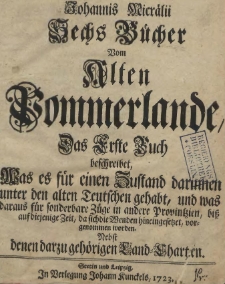 Johannis Micrälii
Sechs Bücher
Vom
Alten
Pommerlande,
Das Erste Buch
beschreibet,
Was es für einen Zustand darinnen
unter den alten Teutschen gehabt, und was
daraus für sonderbare Züge in andere Provintzien, biß
auf diejenige Zeit, da sich die Wenden hineingesetzet, vor-
genommen worden.
Nebst
denen darzu gehörigen Land-Charten.
Stettin und Leipzig,
In Verlegung Johann Kunckels, 1723.